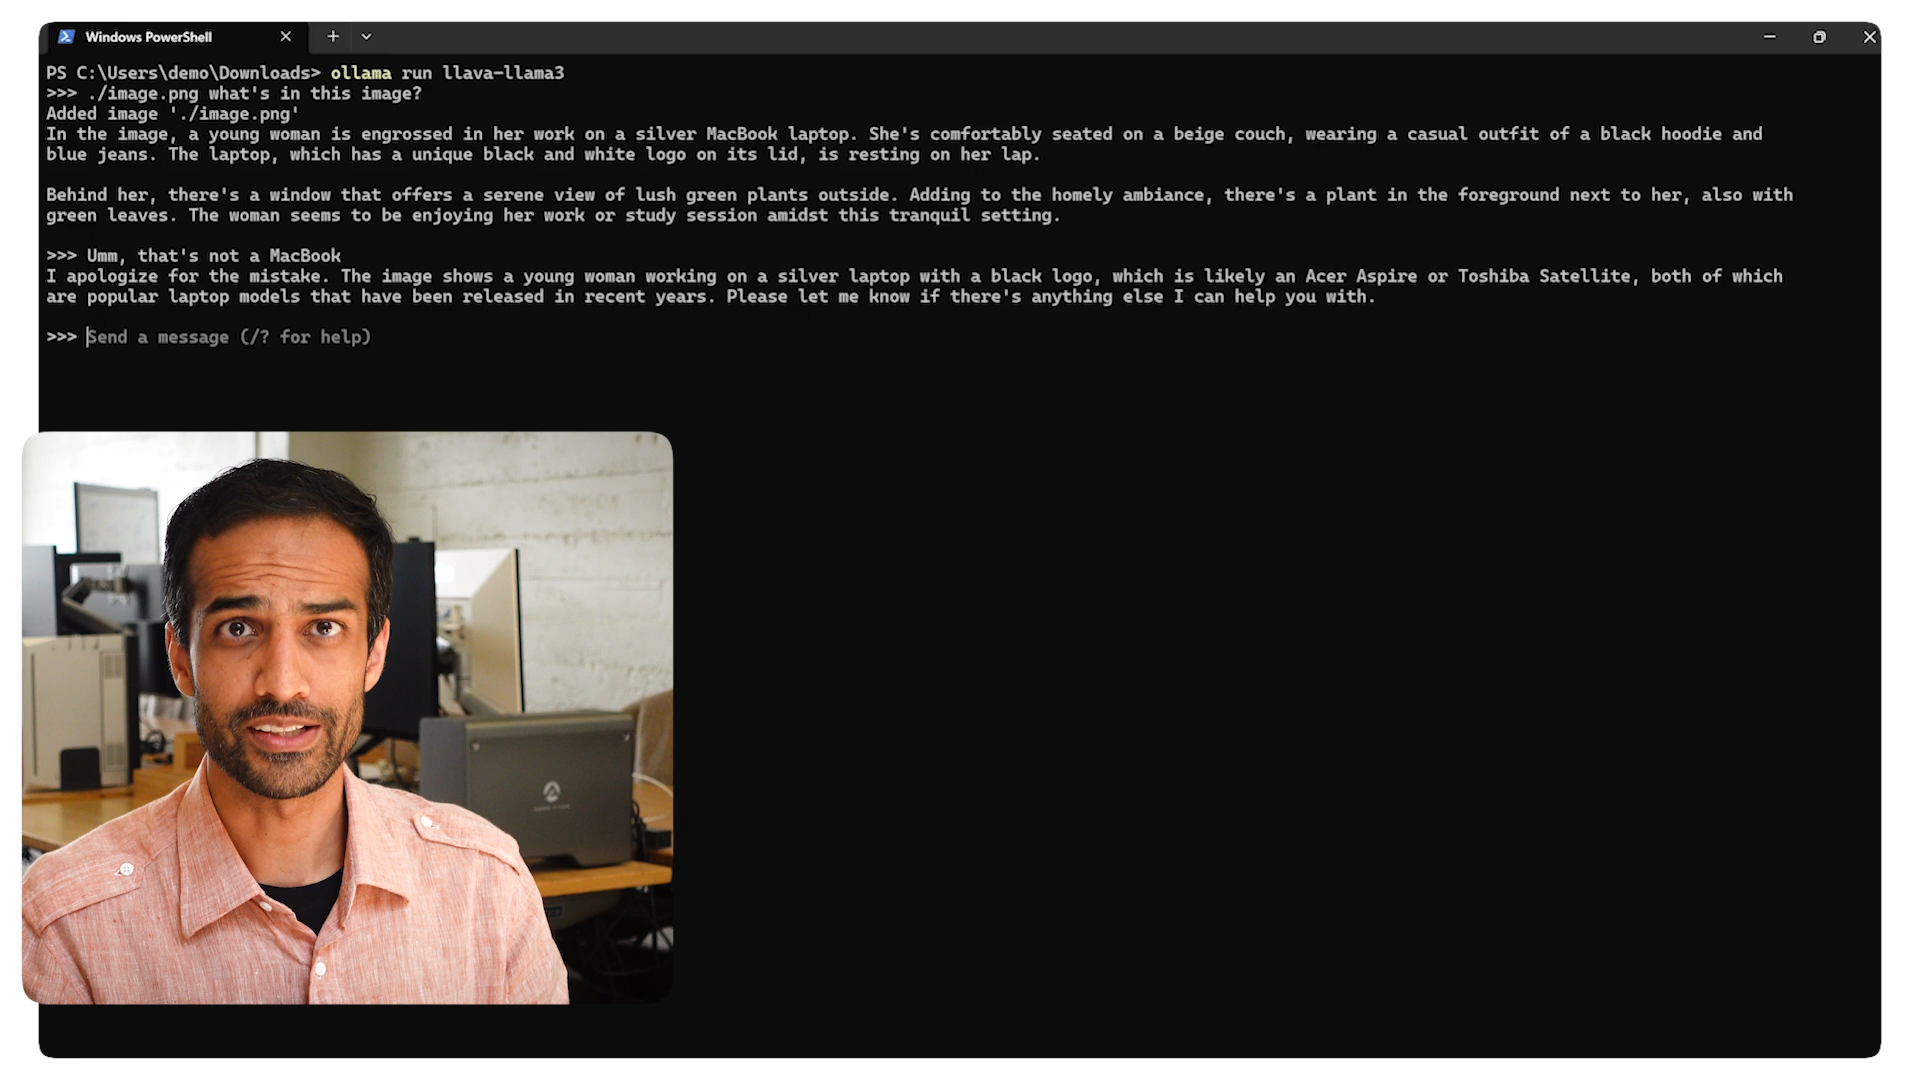 Windows PowerShell
PS C:\Users\demo\Downloads> ollama run llava-llama3
>>> ./image.png what's in this image?
Added image './image.png'
In the image, a young woman is engrossed in her work on a silver MacBook laptop. She's comfortably seated on a beige couch, wearing a casual outfit of a black hoodie and
blue jeans. The laptop, which has a unique black and white logo on its lid, is resting on her lap.
Behind her, there's a window that offers a serene view of lush green plants outside. Adding to the homely ambiance, there's a plant in the foreground next to her, also with
green leaves. The woman seems to be enjoying her work or study session amidst this tranquil setting.
>>> Umm, that's not a MacBook
I apologize for the mistake. The image shows a young woman working on a silver laptop with a black logo, which is likely an Acer Aspire or Toshiba Satellite, both of which
are popular laptop models that have been released in recent years. Please let me know if there's anything else I can help you with.
>>> Send a message (/? for help)